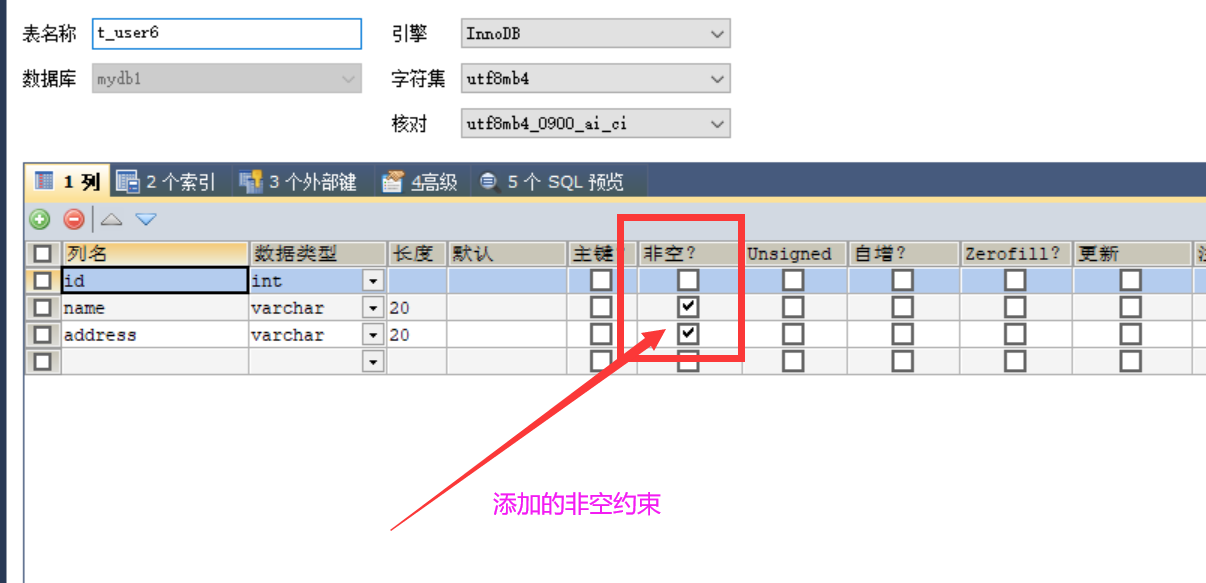 表名称 t_user6 引擎 InnoDB
数据库 mydb1 字符集 utf8mb4
核对 utf8mb4_0900_ai_ci
1 列 2 个索引 3 个外部键 4高级 5 个 SQL 预览
列名 数据类型 长度 默认 主键? 非空? Unsigned 自增? Zerofill? 更新
id int
name varchar 20
address varchar 20
添加的非空约束